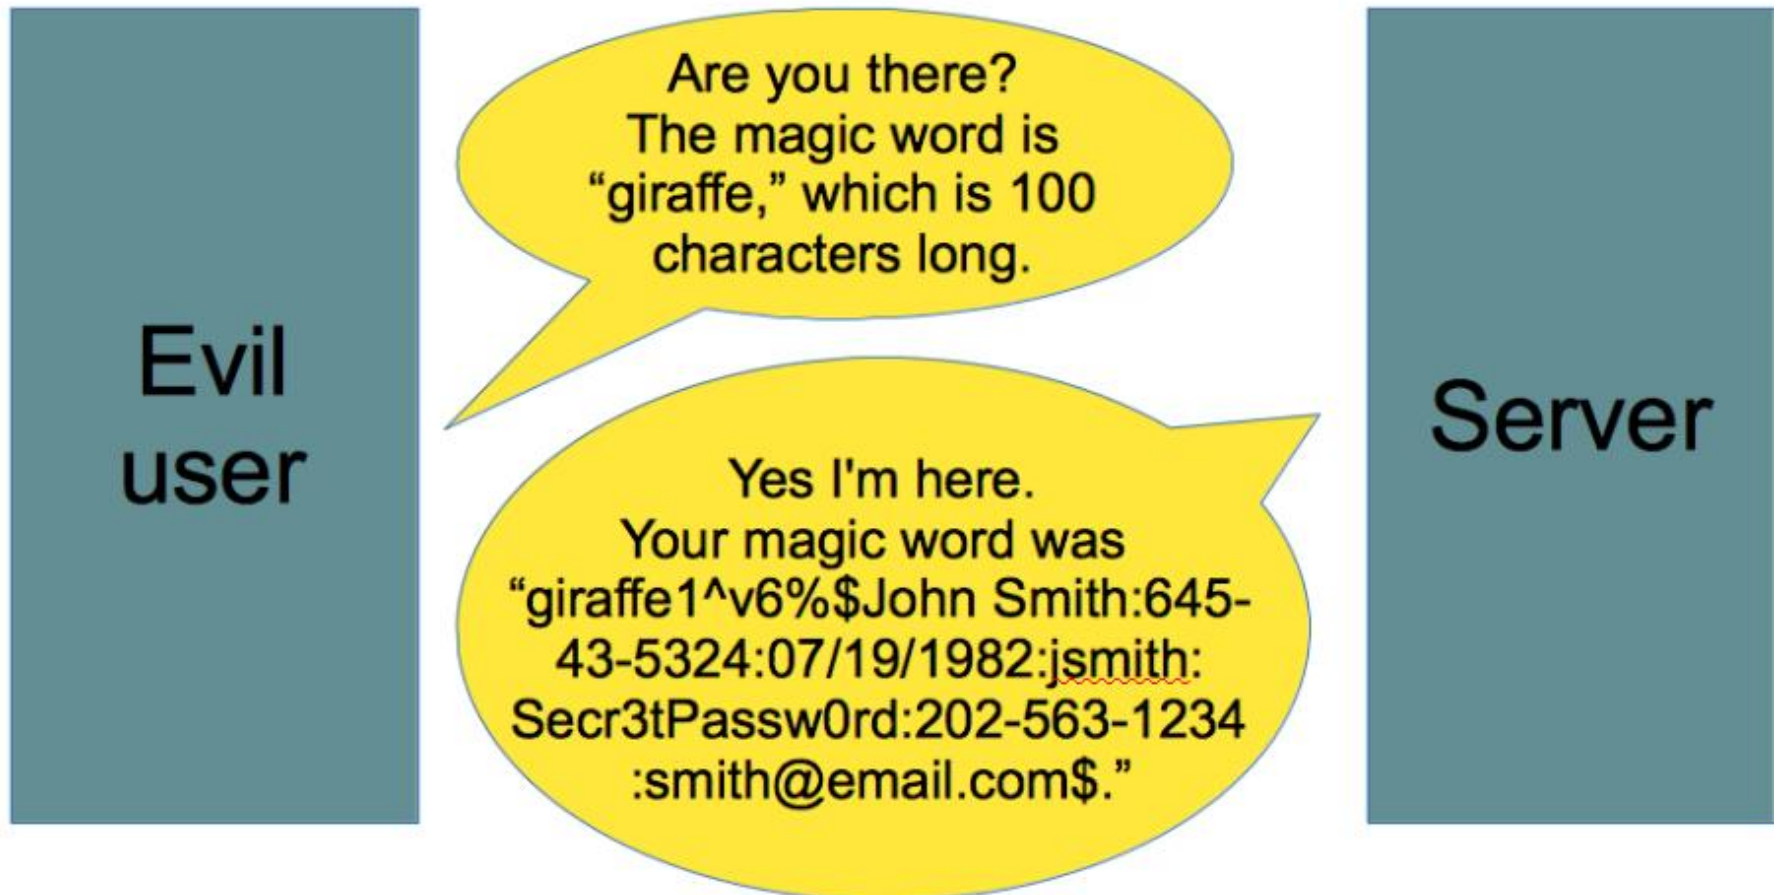 Evil
user
Are you there?
The magic word is
“giraffe,” which is 100
characters long.
Yes I'm here.
Your magic word was
“giraffe1^v6%$John Smith:645-
43-5324:07/19/1982:jsmith:
Secr3tPassw0rd:202-563-1234
:smith@email.com$.”
Server